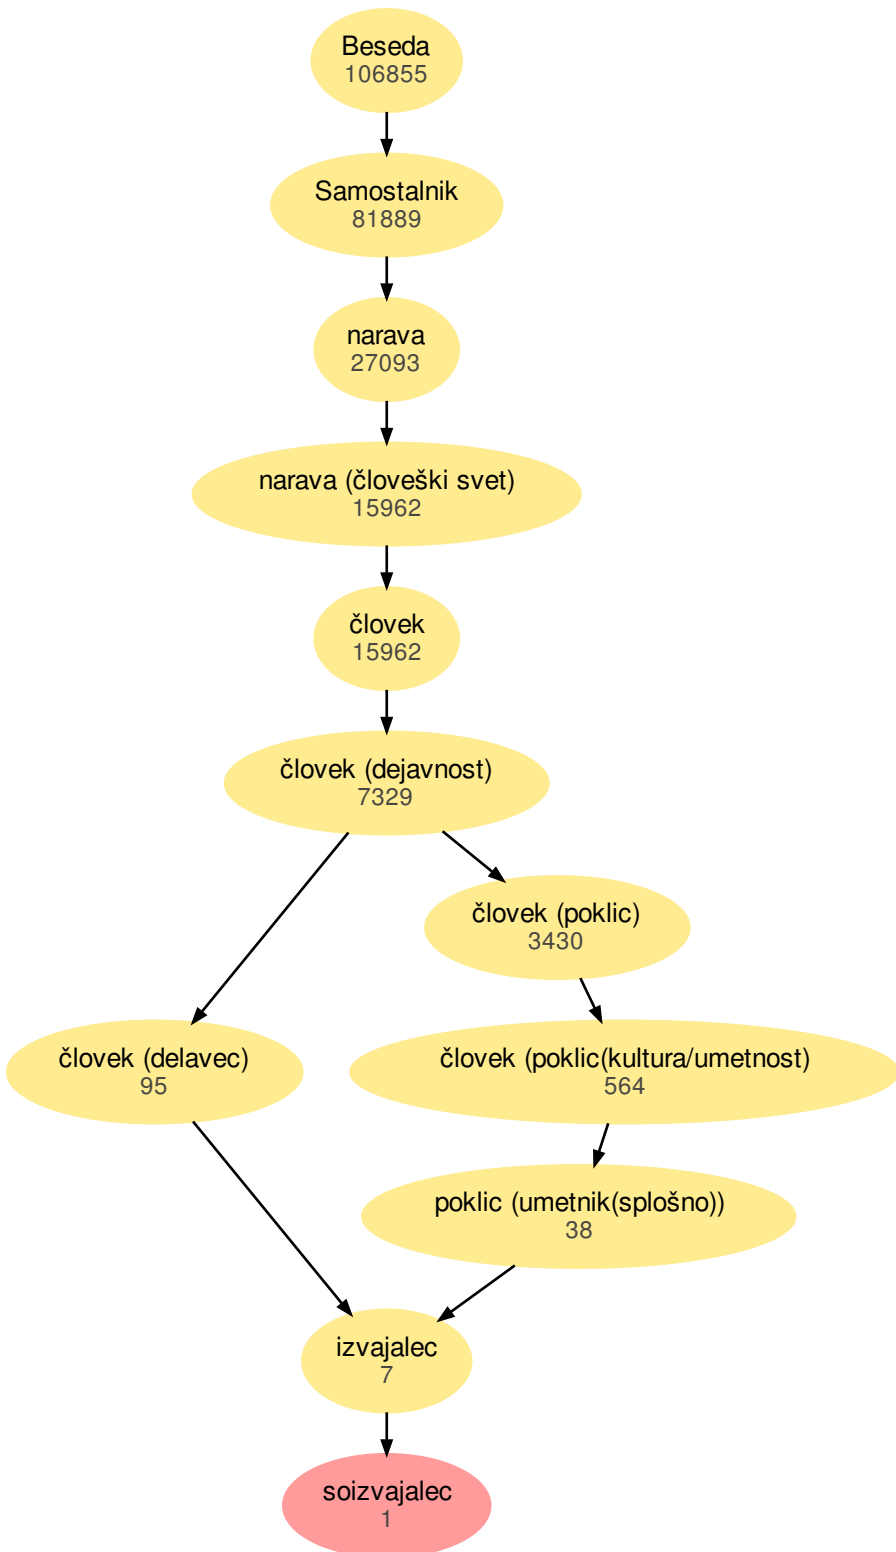 Beseda
106855
Samostalnik
81889
narava
27093
narava (človeški svet)
15962
človek
15962
človek (dejavnost)
7329
človek (poklic)
3430
človek (delavec)
95
človek (poklic(kultura/umetnost)
564
poklic (umetnik(splošno))
38
izvajalec
7
soizvajalec
1